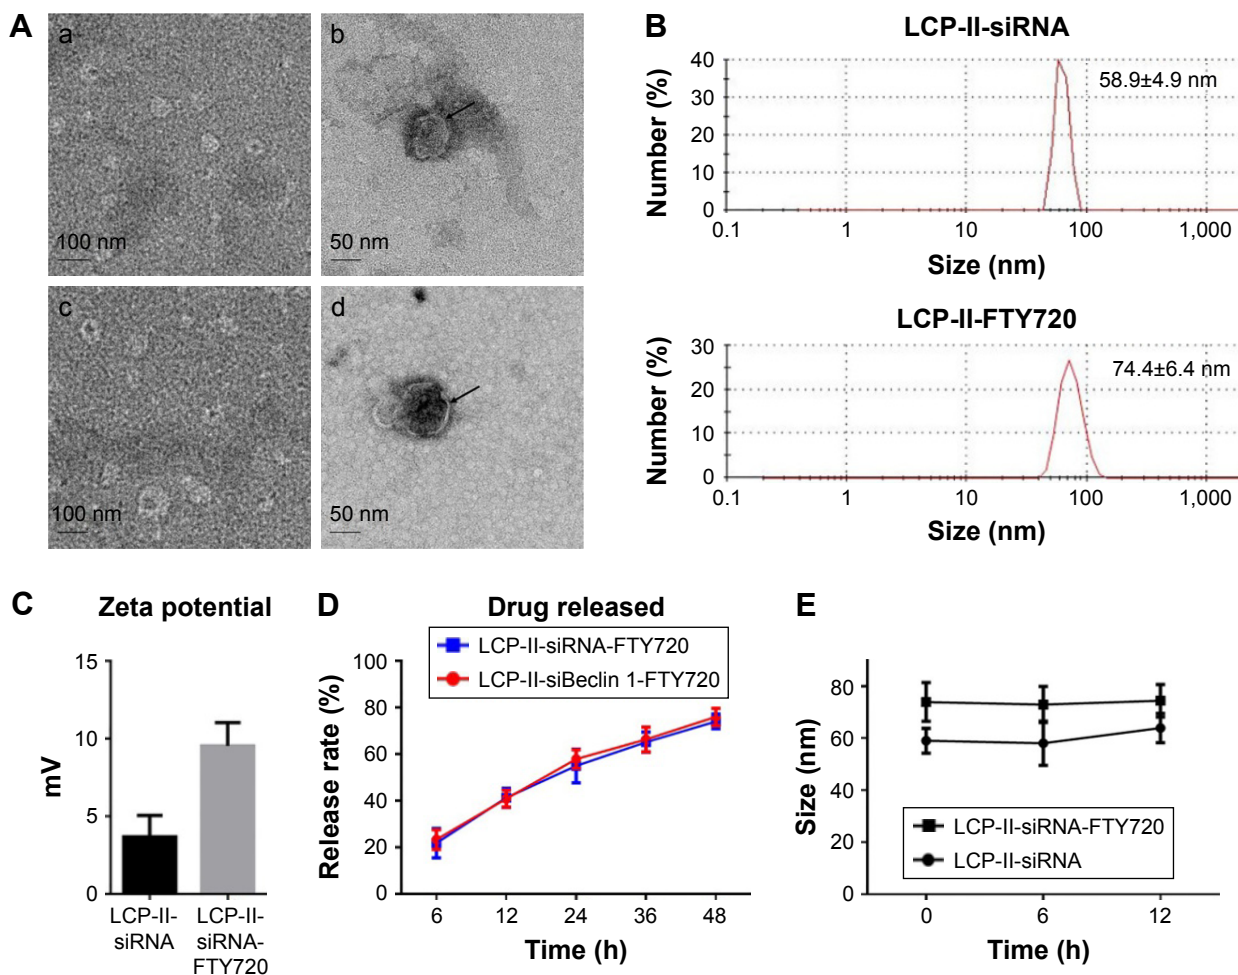 A
a
100 nm
b
50 nm
c
100 nm
d
50 nm
B
LCP-II-siRNA
Number (%)
40
30
20
10
0
58.9±4.9 nm
0.1 1 10 100 1,000
Size (nm)
LCP-II-FTY720
Number (%)
30
20
10
0
74.4±6.4 nm
0.1 1 10 100 1,000
Size (nm)
C
Zeta potential
mV
15
10
5
0
LCP-II-
siRNA
LCP-II-
siRNA-
FTY720
D
Drug released
LCP-II-siRNA-FTY720
LCP-II-siBeclin 1-FTY720
Release rate (%)
100
80
60
40
20
0
6 12 24 36 48
Time (h)
E
Size (nm)
80
60
40
20
0
LCP-II-siRNA-FTY720
LCP-II-siRNA
0 6 12
Time (h)